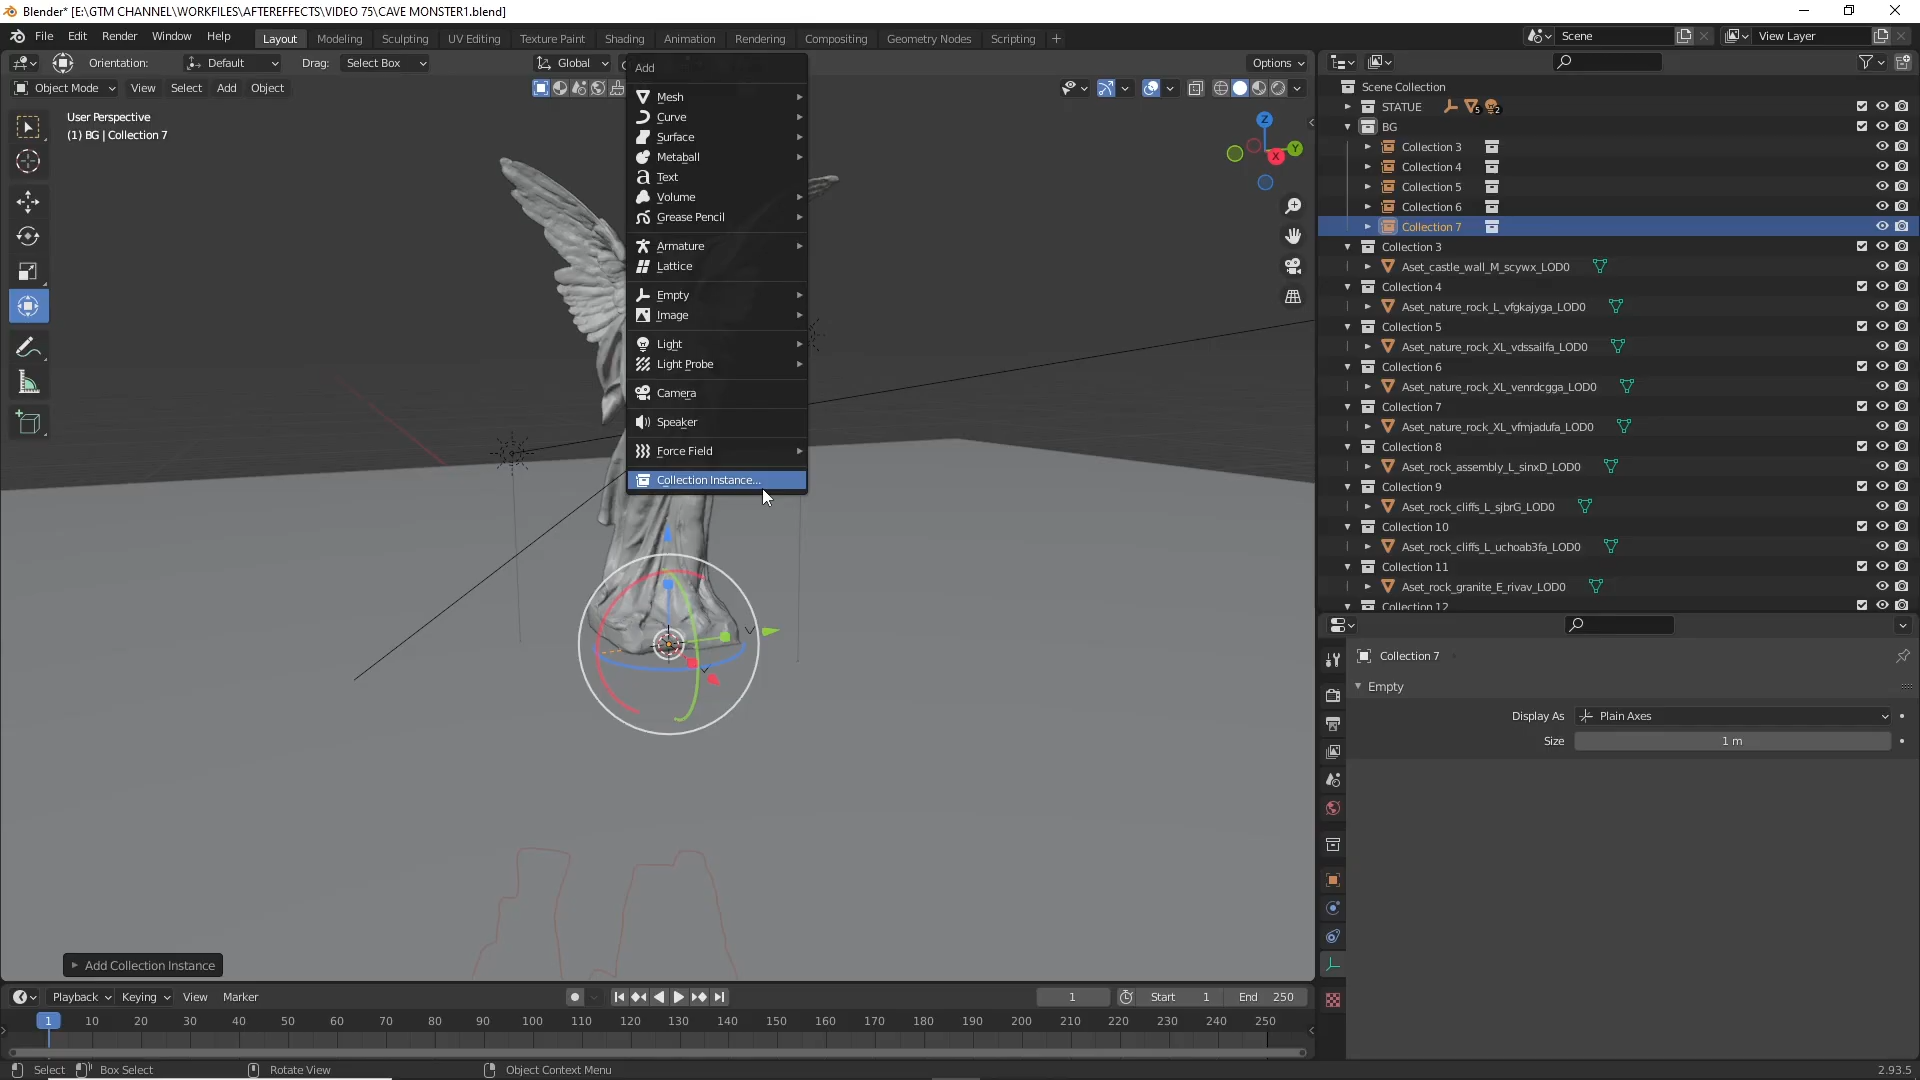 Blender* [E:\GTM CHANNEL\WORKFILES\AFTEREFFECTS\VIDEO 75\CAVE MONSTER1.blend]
File Edit Render Window Help Layout Modeling Sculpting UV Editing Texture Paint Shading Animation Rendering Compositing Geometry Nodes Scripting + Scene View Layer
Orientation: Default Drag: Select Box Global Options
Object Mode View Select Add Object
User Perspective
(1) BG | Collection 7
Add
Mesh
Curve
Surface
Metaball
Text
Volume
Grease Pencil
Armature
Lattice
Empty
Image
Light
Light Probe
Camera
Speaker
Force Field
Collection Instance...
Z
Y
X
Add Collection Instance
Scene Collection
STATUE 5 2
BG
Collection 3
Collection 4
Collection 5
Collection 6
Collection 7
Collection 3
Aset_castle_wall_M_scywx_LOD0
Collection 4
Aset_nature_rock_L_vfgkajyga_LOD0
Collection 5
Aset_nature_rock_XL_vdssailfa_LOD0
Collection 6
Aset_nature_rock_XL_venrdcgga_LOD0
Collection 7
Aset_nature_rock_XL_vfmjadufa_LOD0
Collection 8
Aset_rock_assembly_L_sinxD_LOD0
Collection 9
Aset_rock_cliffs_L_sjbrG_LOD0
Collection 10
Aset_rock_cliffs_L_uchoab3fa_LOD0
Collection 11
Aset_rock_granite_E_rivav_LOD0
Collection 12
Collection 7
Empty
Display As Plain Axes
Size 1 m
Playback Keying View Marker 1 Start 1 End 250
1 10 20 30 40 50 60 70 80 90 100 110 120 130 140 150 160 170 180 190 200 210 220 230 240 250
Select Box Select Rotate View Object Context Menu 2.93.5